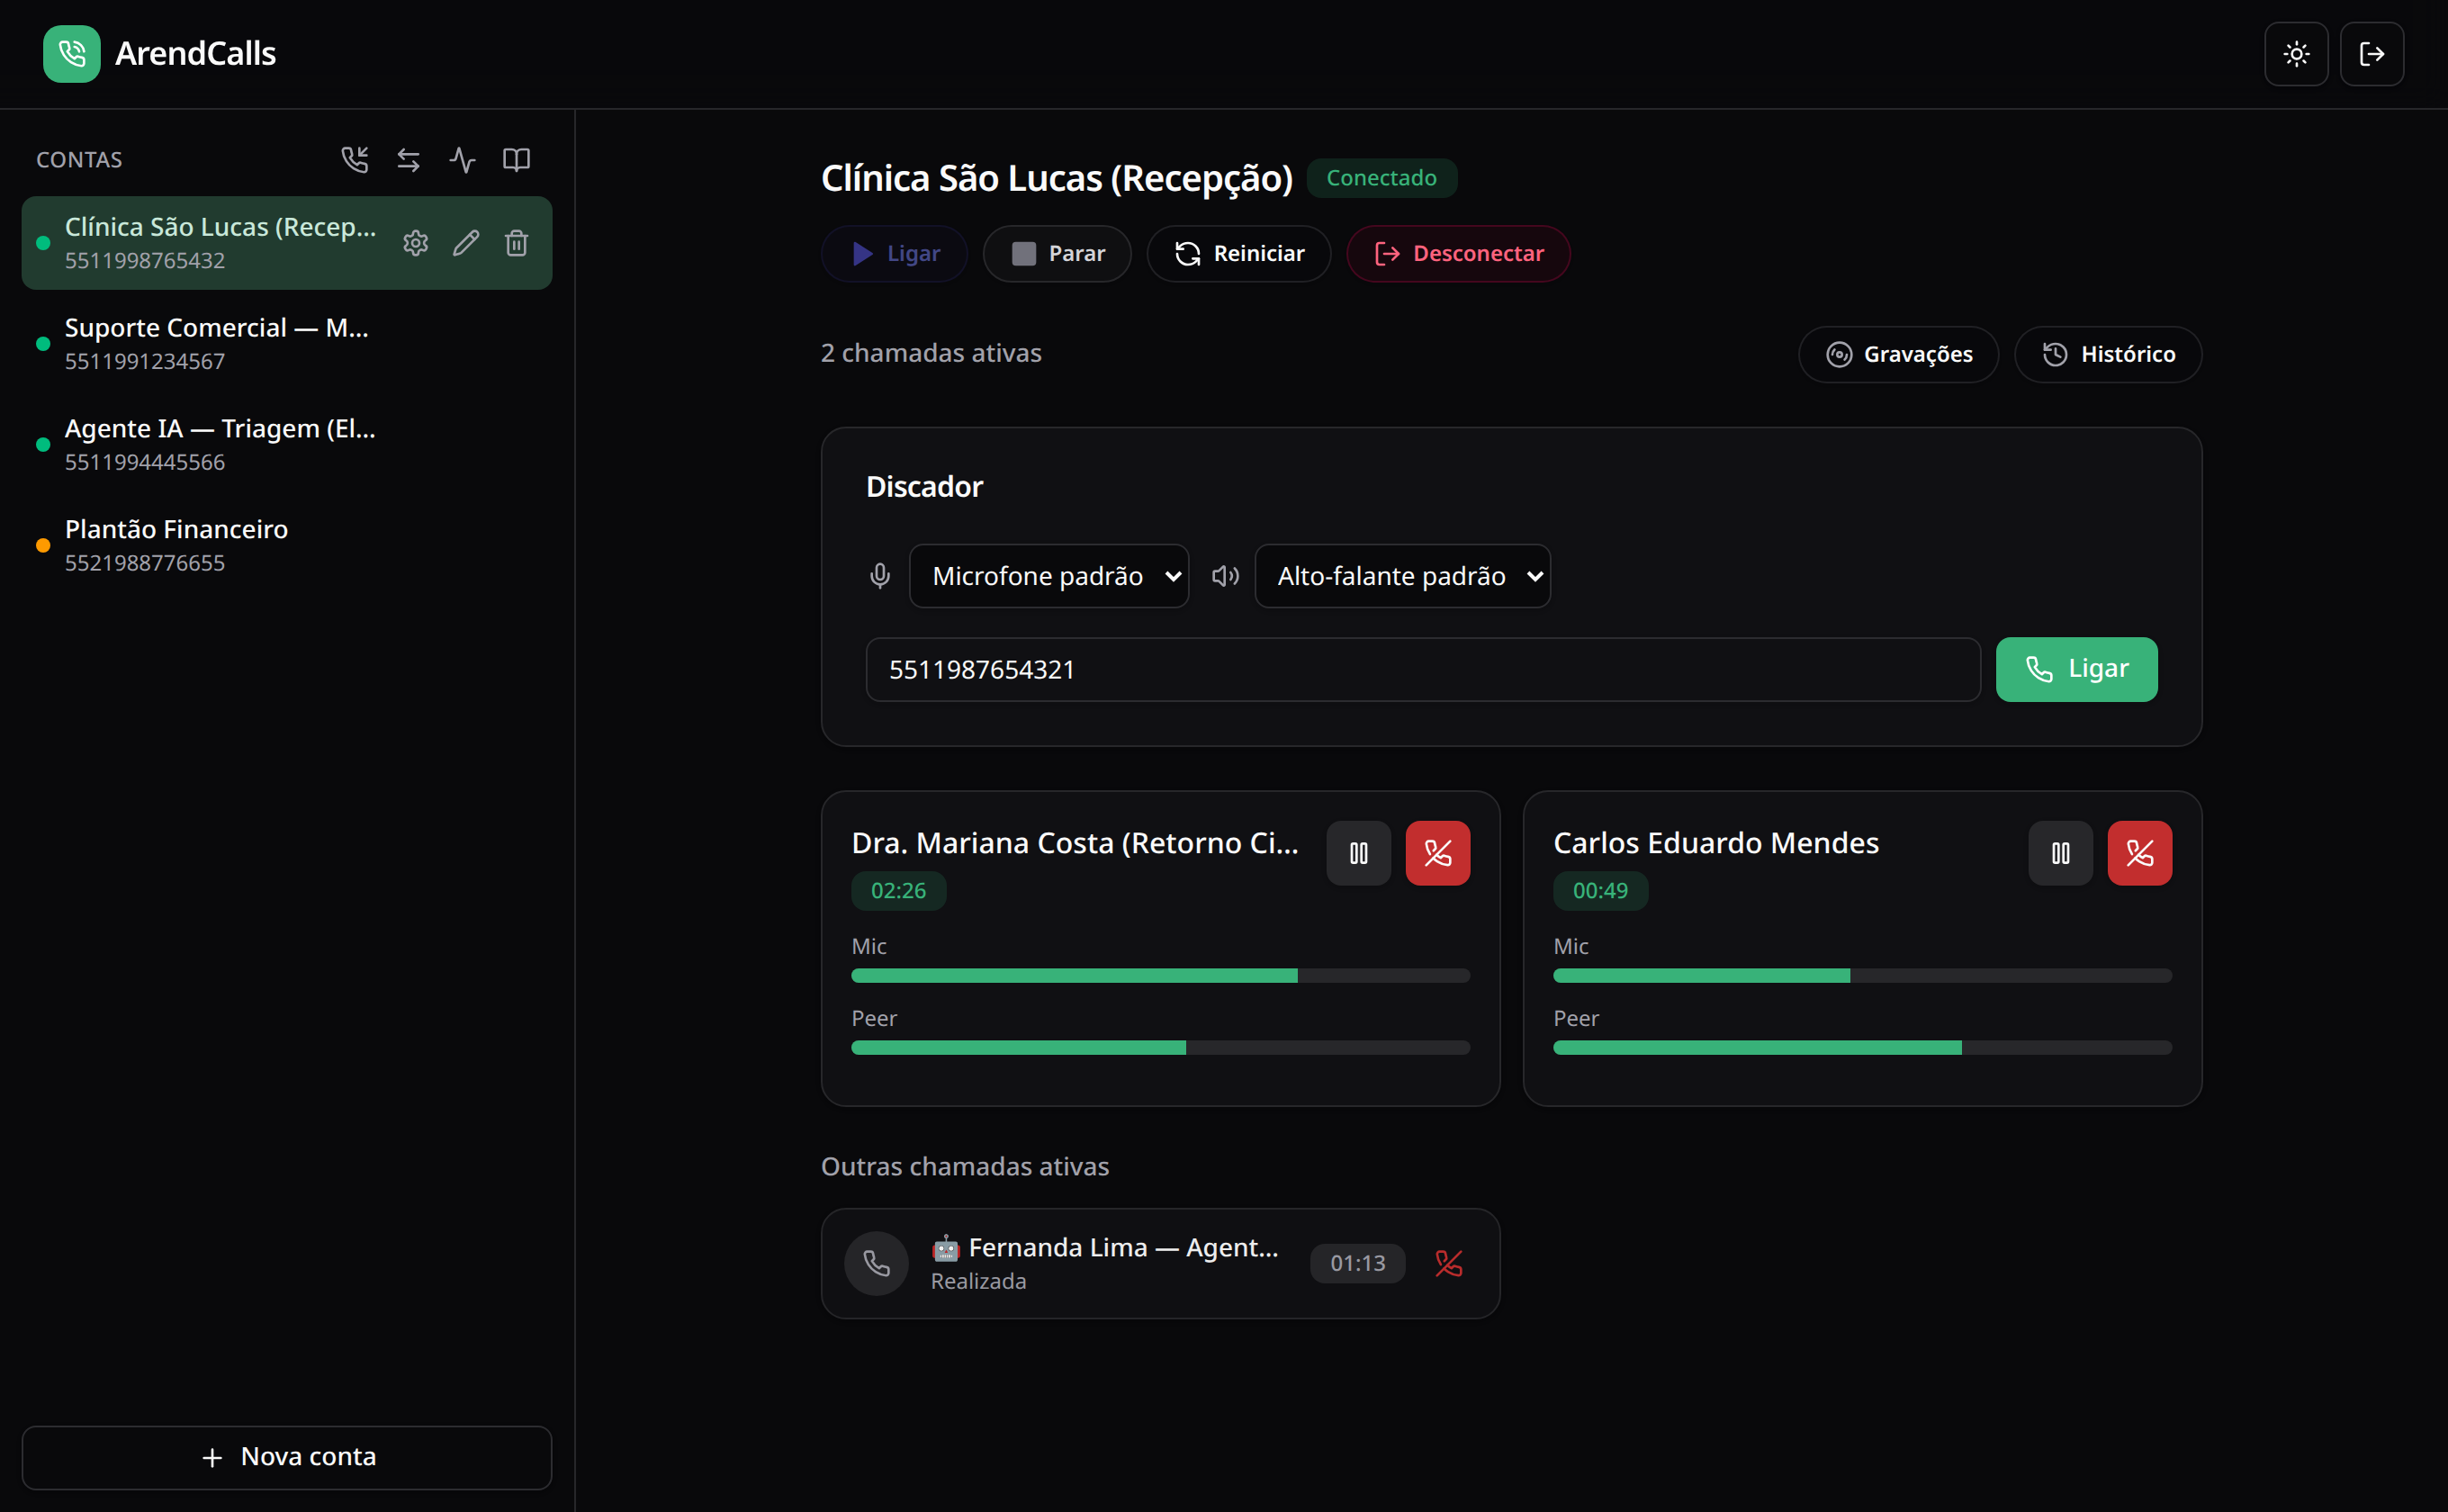 ArendCalls
CONTAS
Clínica São Lucas (Recep...
5511998765432
Suporte Comercial — M...
5511991234567
Agente IA — Triagem (El...
5511994445566
Plantão Financeiro
5521988776655
Nova conta
Clínica São Lucas (Recepção) Conectado
Ligar Parar Reiniciar Desconectar
2 chamadas ativas Gravações Histórico
Discador
Microfone padrão Alto-falante padrão
5511987654321 Ligar
Dra. Mariana Costa (Retorno Ci...
02:26
Mic
Peer
Carlos Eduardo Mendes
00:49
Mic
Peer
Outras chamadas ativas
🤖 Fernanda Lima — Agent...
Realizada
01:13